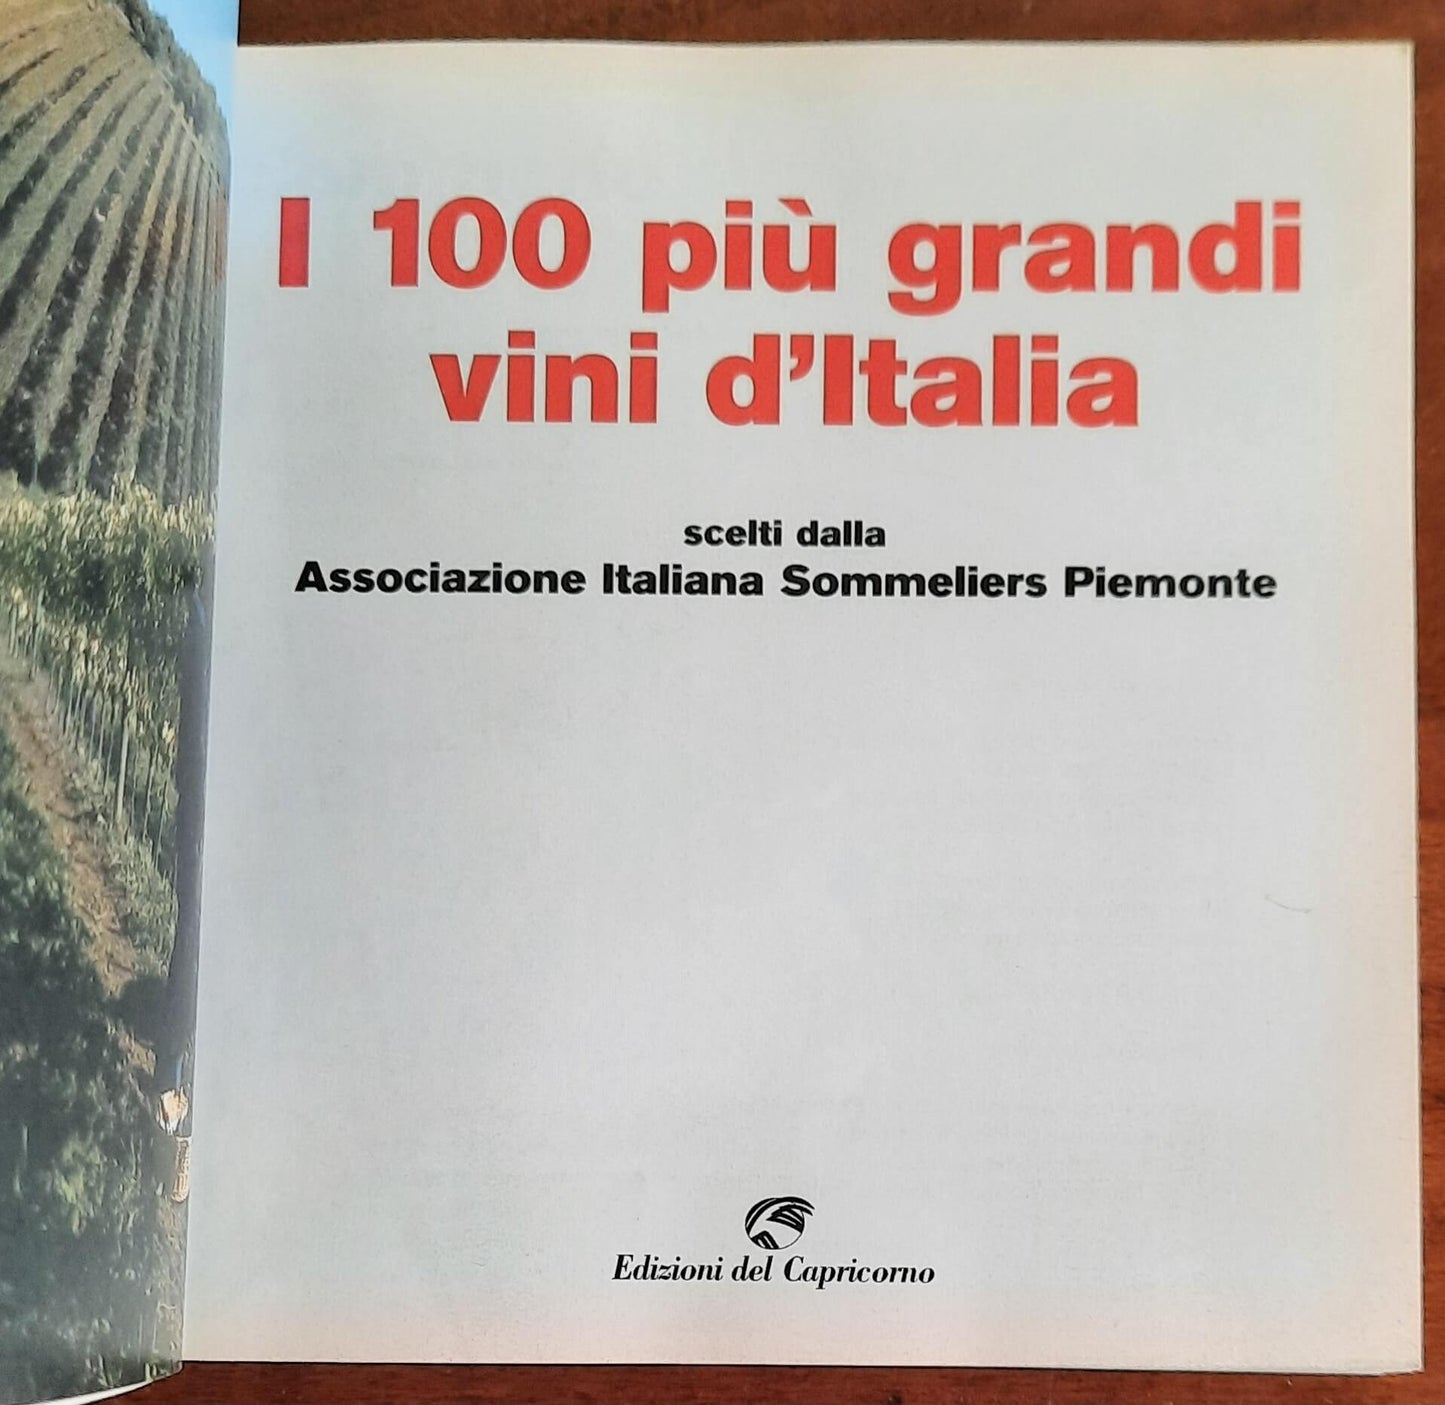 I 100 più grandi
vini d'Italia
scelti dalla
Associazione Italiana Sommeliers Piemonte
Edizioni del Capricorno